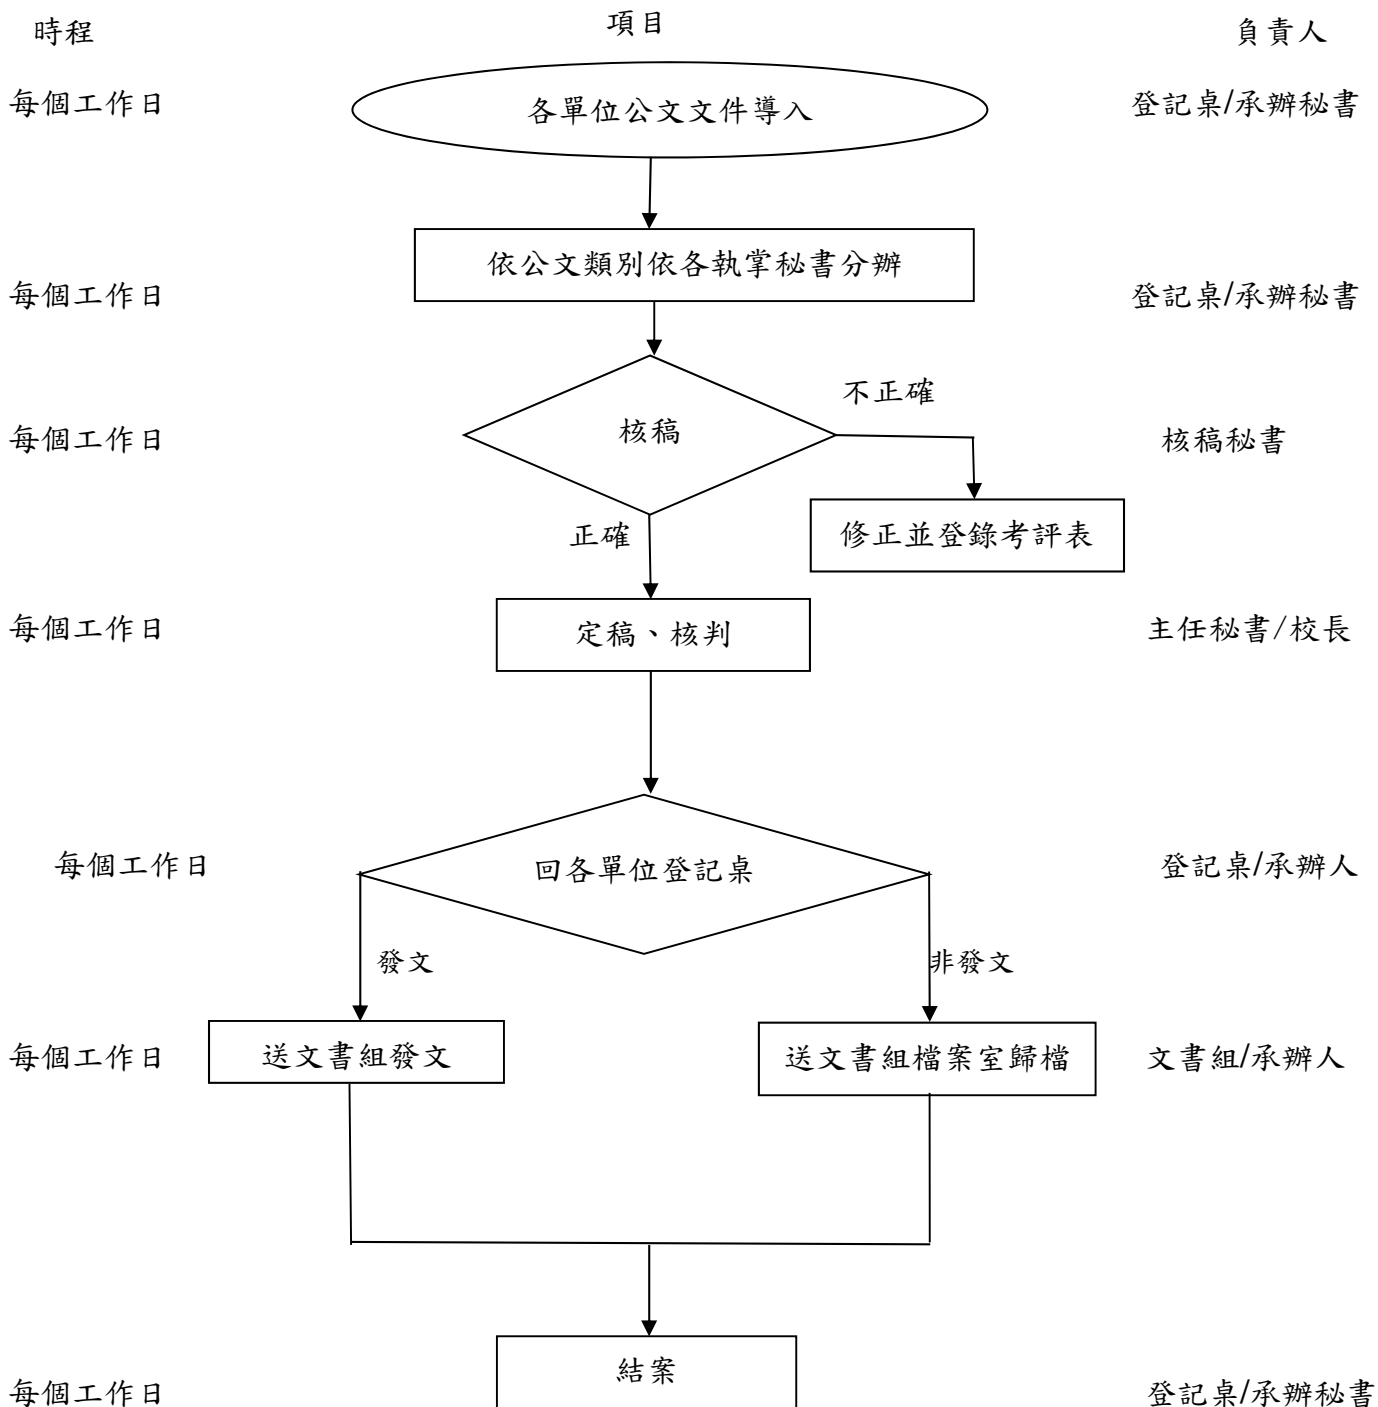 時程 項目 負責人
每個工作日 各單位公文文件導入 登記桌/承辦秘書
依公文類別依各執掌秘書分辦
每個工作日 登記桌/承辦秘書
不正確
每個工作日 核稿 核稿秘書
正確 修正並登錄考評表
每個工作日 定稿、核判 主任秘書/校長
每個工作日 回各單位登記桌 登記桌/承辦人
發文 非發文
每個工作日 送文書組發文 送文書組檔案室歸檔 文書組/承辦人
結案
每個工作日 登記桌/承辦秘書